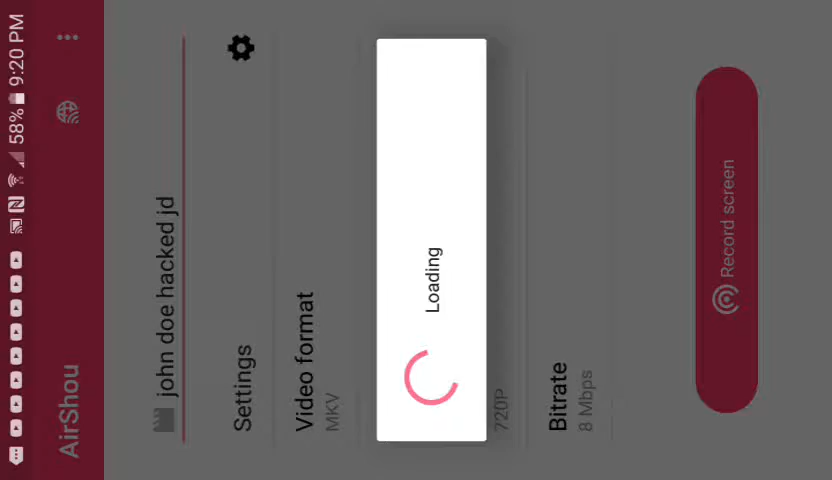 58% 9:20 PM
AirShou
john doe hacked jd
Settings
Video format
MKV
Loading
720P
Bitrate
8 Mbps
Record screen